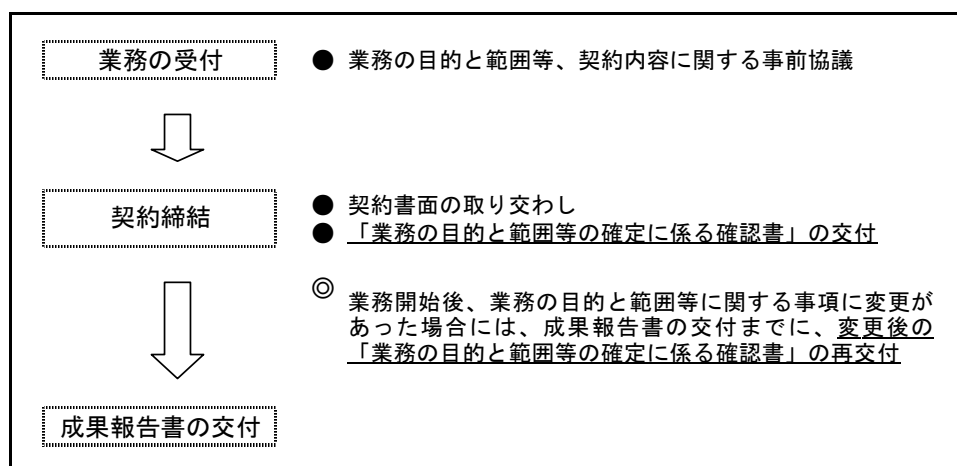 業務の受付
● 業務の目的と範囲等、契約内容に関する事前協議
契約締結
● 契約書面の取り交わし
● 「業務の目的と範囲等の確定に係る確認書」の交付
◎ 業務開始後、業務の目的と範囲等に関する事項に変更が
あった場合には、成果報告書の交付までに、変更後の
「業務の目的と範囲等の確定に係る確認書」の再交付
成果報告書の交付